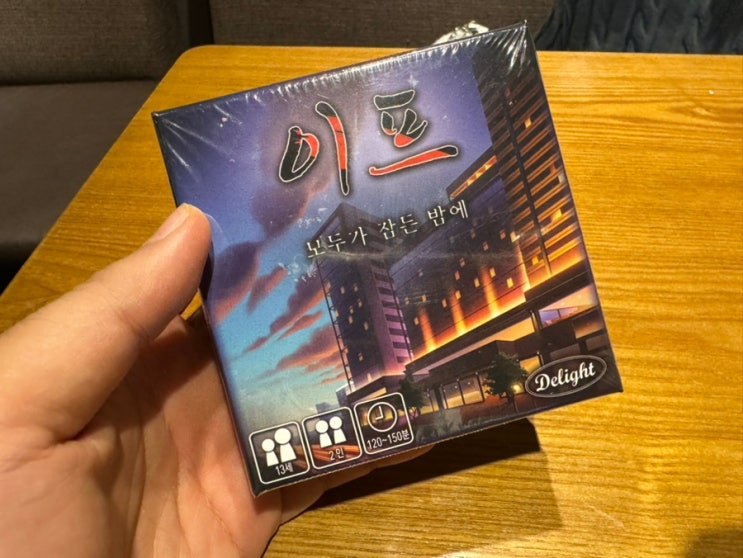 이프
모두가 잠든 밤에
Delight
13세
2인
120~150분